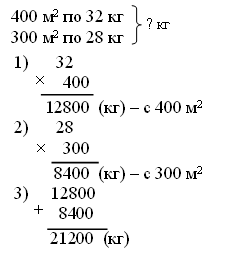 400 м² по 32 кг
300 м² по 28 кг } ? кг
1) 32
× 400
12800 (кг) – с 400 м²
2) 28
× 300
8400 (кг) – с 300 м²
3) 12800
+ 8400
21200 (кг)